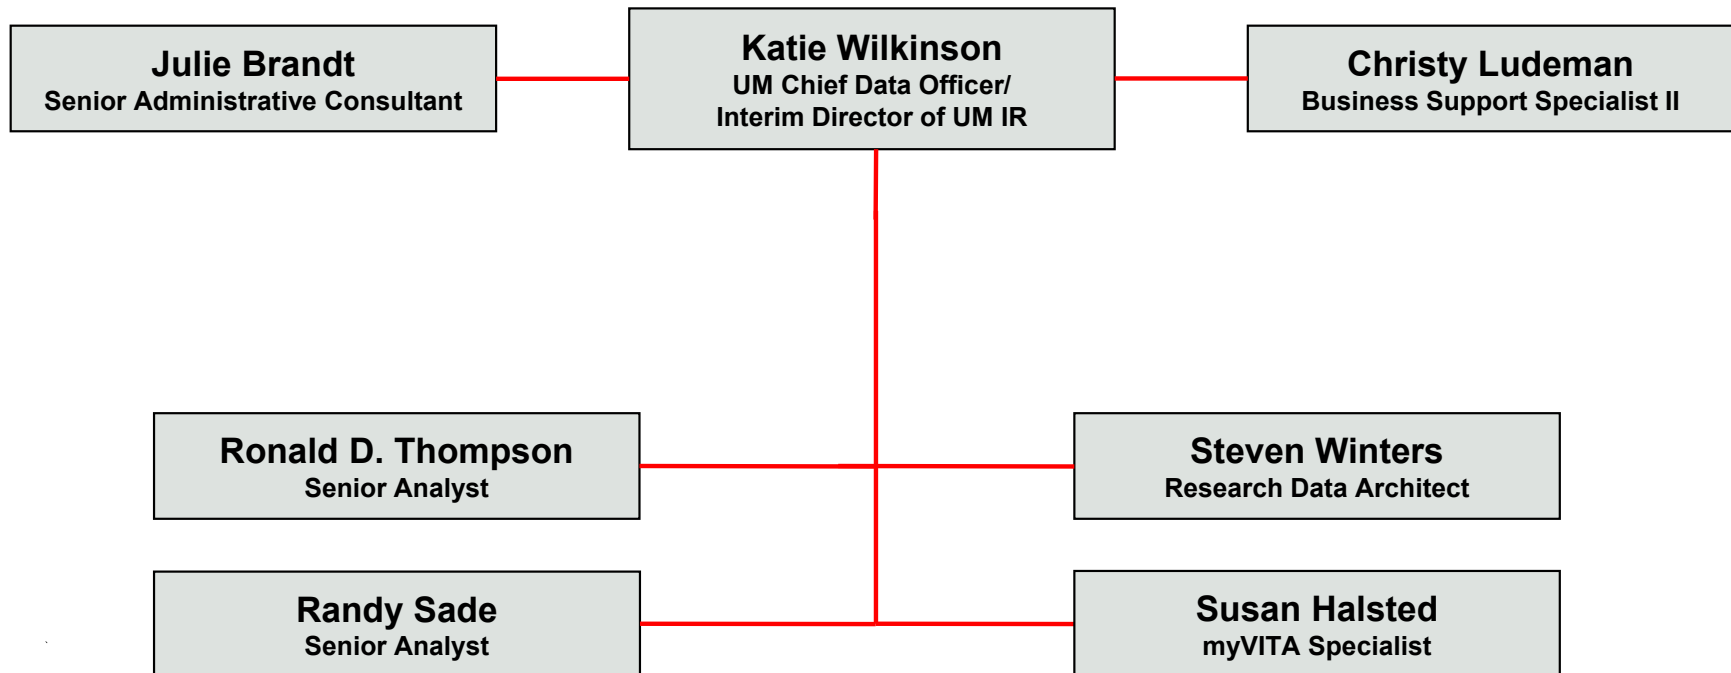 Julie Brandt
Senior Administrative Consultant
Katie Wilkinson
UM Chief Data Officer/
Interim Director of UM IR
Christy Ludeman
Business Support Specialist II
Ronald D. Thompson
Senior Analyst
Steven Winters
Research Data Architect
Randy Sade
Senior Analyst
Susan Halsted
myVITA Specialist